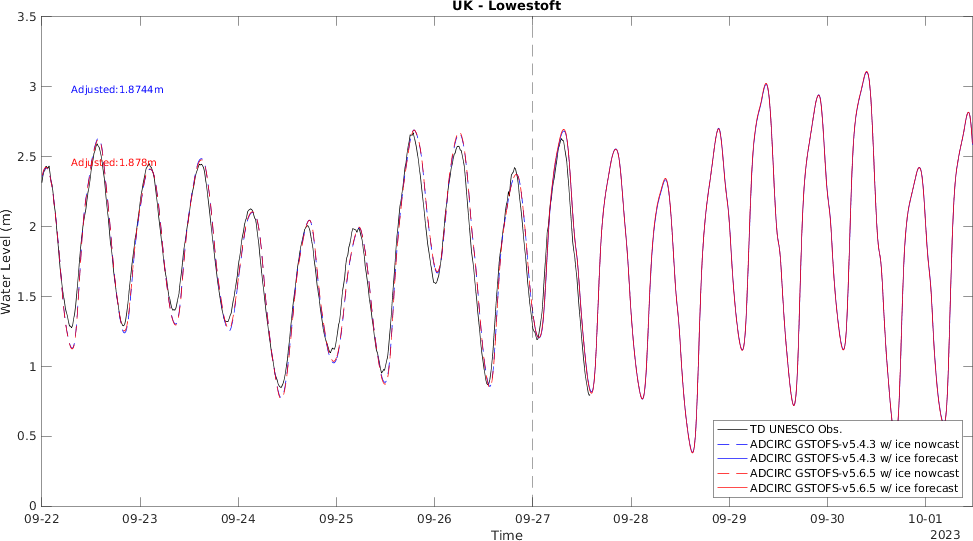 UK - Lowestoft
3.5
3
2.5
2
1.5
1
0.5
0
Water Level (m)
Adjusted:1.8744m
Adjusted:1.878m
TD UNESCO Obs.
ADCIRC GSTOFS-v5.4.3 w/ ice nowcast
ADCIRC GSTOFS-v5.4.3 w/ ice forecast
ADCIRC GSTOFS-v5.6.5 w/ ice nowcast
ADCIRC GSTOFS-v5.6.5 w/ ice forecast
09-22 09-23 09-24 09-25 09-26 09-27 09-28 09-29 09-30 10-01
Time
2023